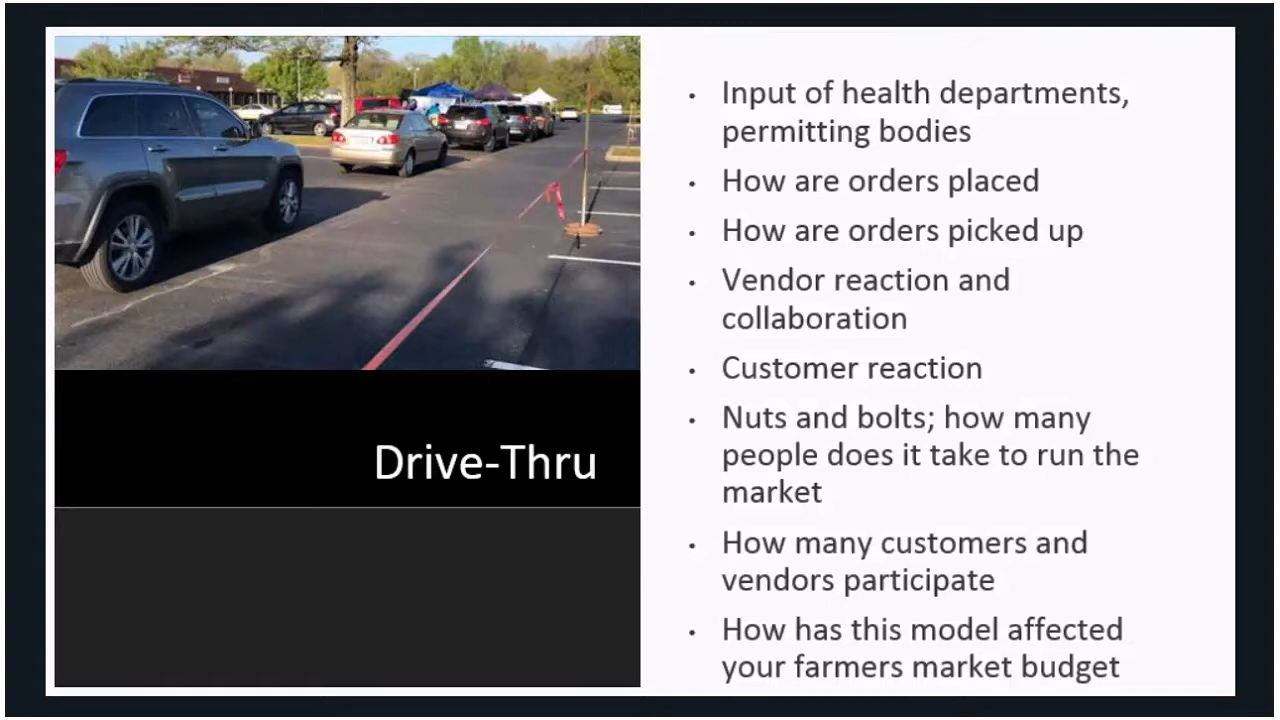 Drive-Thru
• Input of health departments,
permitting bodies
• How are orders placed
• How are orders picked up
• Vendor reaction and
collaboration
• Customer reaction
• Nuts and bolts; how many
people does it take to run the
market
• How many customers and
vendors participate
• How has this model affected
your farmers market budget